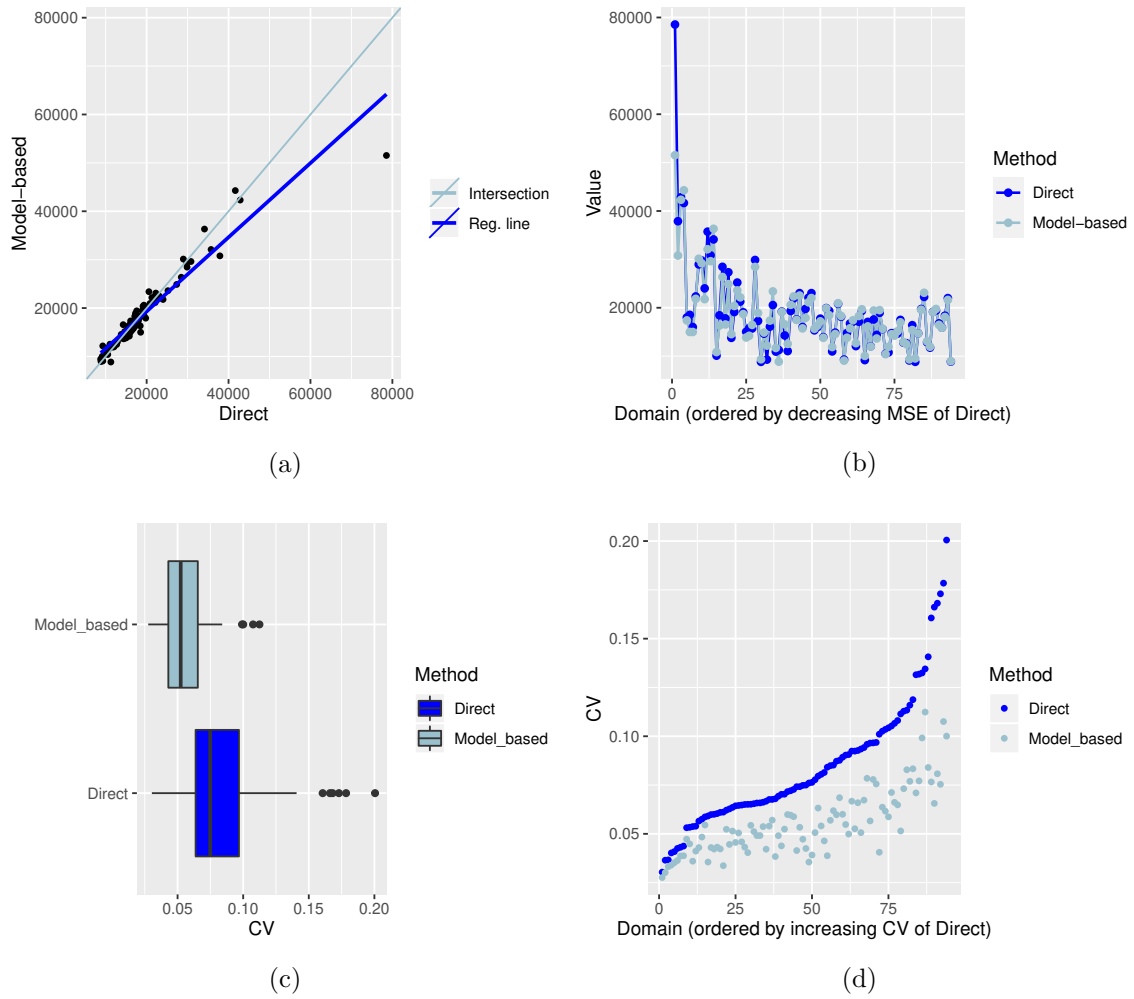 80000
60000
40000
20000
Model−based
20000 40000 60000 80000
Direct
Intersection
Reg. line
(a)
80000
60000
40000
20000
Value
0 25 50 75
Domain (ordered by decreasing MSE of Direct)
Method
Direct
Model−based
(b)
Model_based
Direct
0.05 0.10 0.15 0.20
CV
Method
Direct
Model_based
(c)
0.20
0.15
0.10
0.05
CV
0 25 50 75
Domain (ordered by increasing CV of Direct)
Method
Direct
Model_based
(d)